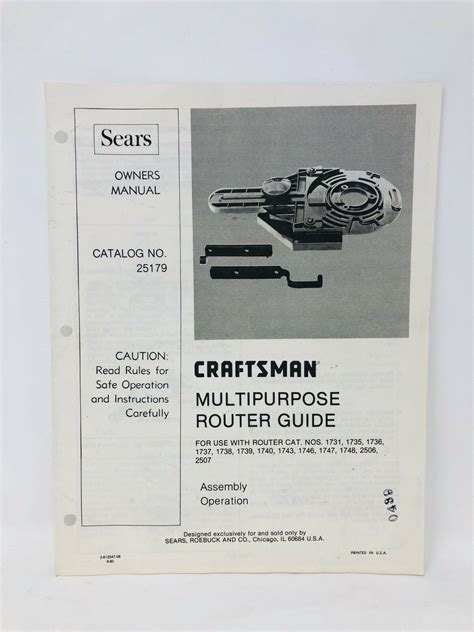 Sears
OWNERS
MANUAL
CATALOG NO.
25179
CAUTION:
Read Rules for
Safe Operation
and Instructions
Carefully
CRAFTSMAN®
MULTIPURPOSE
ROUTER GUIDE
FOR USE WITH ROUTER CAT. NOS. 1731, 1735, 1736,
1737, 1738, 1739, 1740, 1743, 1746, 1747, 1748, 2506,
2507
Assembly
Operation
0488
Designed exclusively for and sold only by
SEARS, ROEBUCK AND CO., Chicago, IL 60684 U.S.A.
PRINTED IN U.S.A.